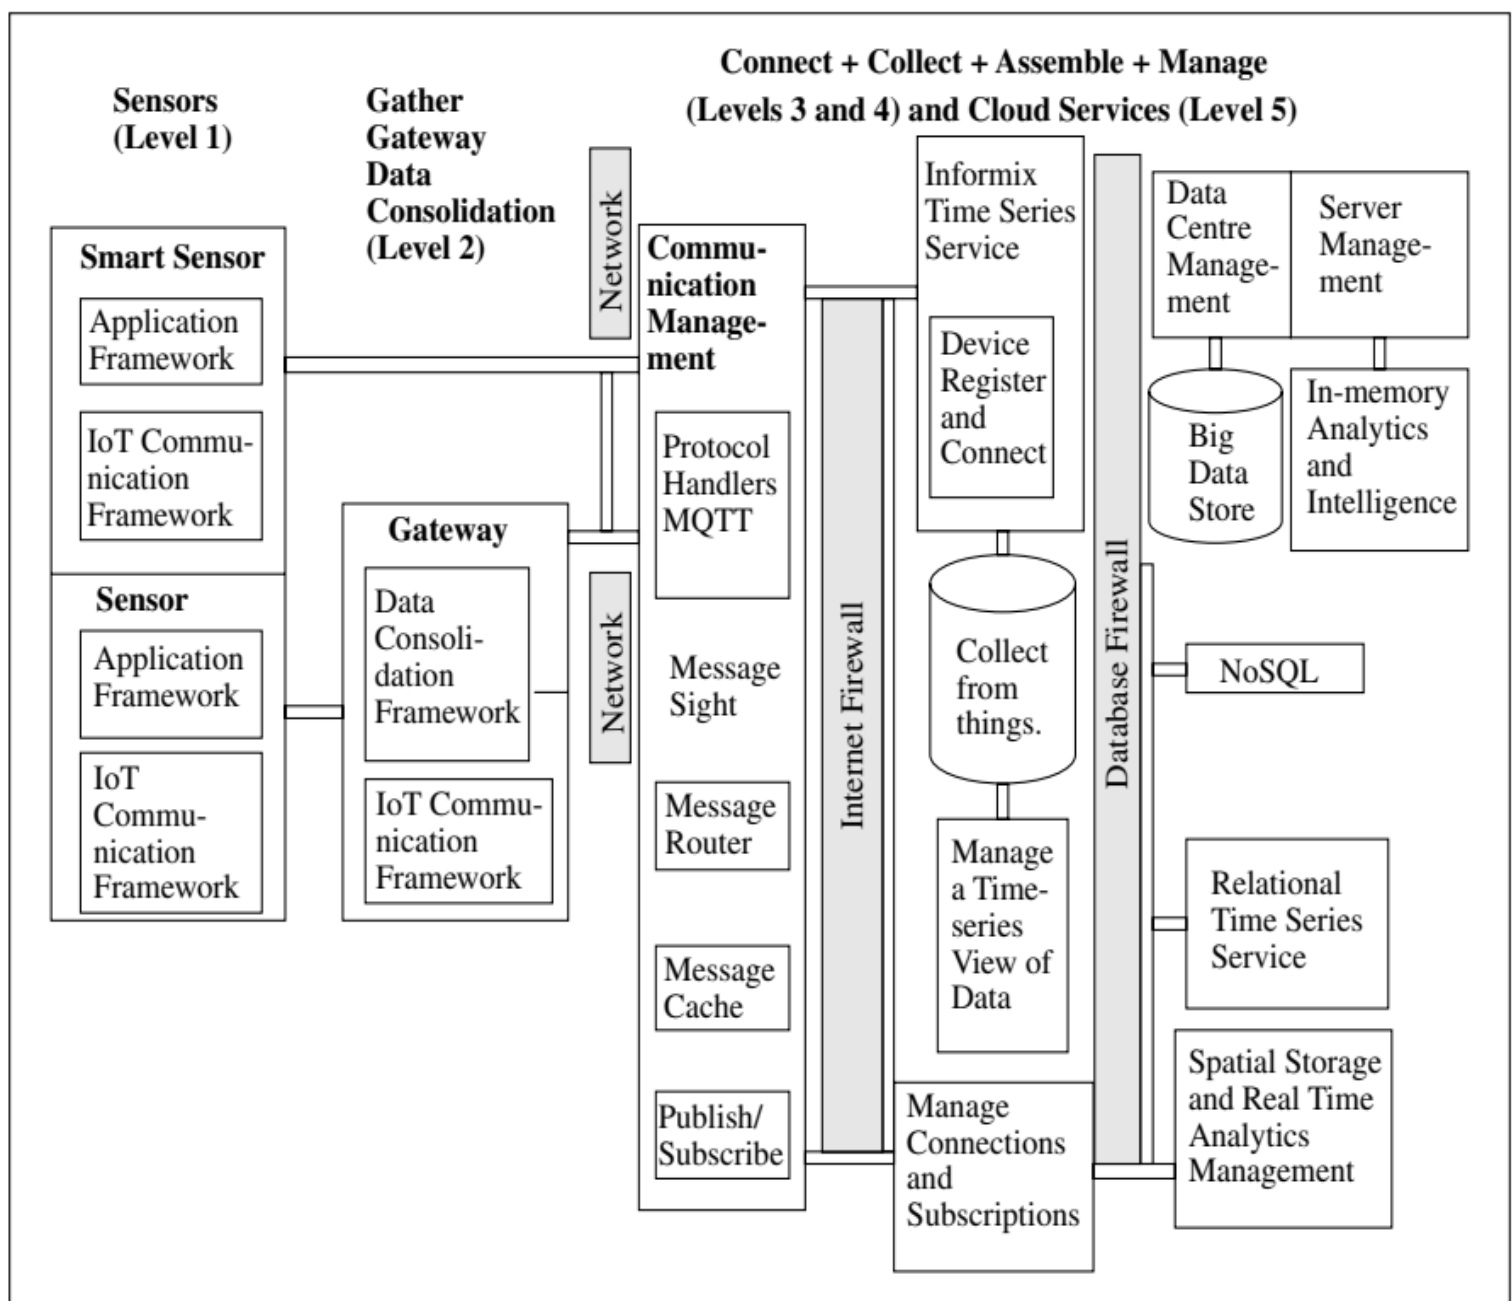 Connect + Collect + Assemble + Manage
(Levels 3 and 4) and Cloud Services (Level 5)
Sensors
(Level 1)
Gather
Gateway
Data
Consolidation
(Level 2)
Smart Sensor
Application
Framework
IoT Commu-
nication
Framework
Sensor
Application
Framework
IoT
Commu-
nication
Framework
Gateway
Data
Consoli-
dation
Framework
IoT Commu-
nication
Framework
Network
Network
Commu-
nication
Manage-
ment
Protocol
Handlers
MQTT
Message
Sight
Message
Router
Message
Cache
Publish/
Subscribe
Internet Firewall
Informix
Time Series
Service
Device
Register
and
Connect
Collect
from
things.
Manage
a Time-
series
View of
Data
Manage
Connections
and
Subscriptions
Database Firewall
Data
Centre
Manage-
ment
Server
Manage-
ment
Big
Data
Store
In-memory
Analytics
and
Intelligence
NoSQL
Relational
Time Series
Service
Spatial Storage
and Real Time
Analytics
Management